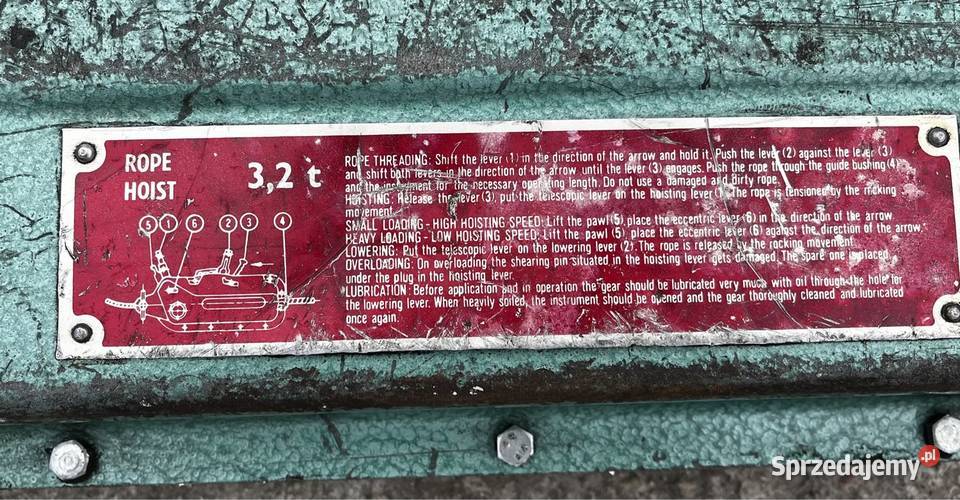 ROPE HOIST
3,2 t
5 1 6 2 3 4
ROPE THREADING: Shift the lever (1) in the direction of the arrow and hold it. Push the lever (2) against the lever (3)
and shift both levers in the direction of the arrow until the lever (3) engages. Push the rope through the guide bushing (4)
and the instrument for the necessary operating length. Do not use a damaged and dirty rope.
HOISTING: Release the lever (3), put the telescopic lever on the hoisting lever (1). The rope is tensioned by the rocking
movement.
SMALL LOADING - HIGH HOISTING SPEED: Lift the pawl (5), place the eccentric lever (6) in the direction of the arrow.
HEAVY LOADING - LOW HOISTING SPEED: Lift the pawl (5), place the eccentric lever (6) against the direction of the arrow.
LOWERING: Put the telescopic lever on the lowering lever (2). The rope is released by the rocking movement.
OVERLOADING: On overloading the shearing pin situated in the hoisting lever gets damaged. The spare one is placed
under the plug in the hoisting lever.
LUBRICATION: Before application and in operation the gear should be lubricated very much with oil through the hole for
the lowering lever. When heavily soiled, the instrument should be opened and the gear thoroughly cleaned and lubricated
once again.
Sprzedajemy.pl